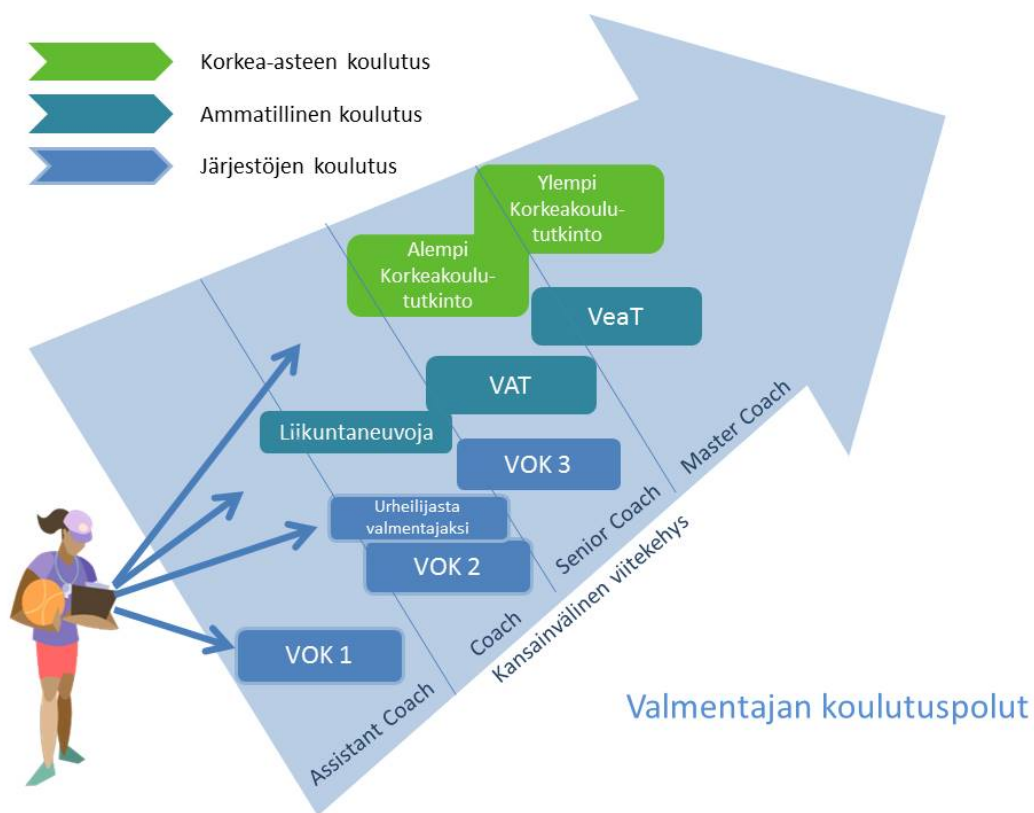 Korkea-asteen koulutus
Ammatillinen koulutus
Järjestöjen koulutus
Ylempi
Korkeakoulu-
tutkinto
Alempi
Korkeakoulu-
tutkinto
VeaT
VAT
Liikuntaneuvoja
VOK 3
Urheilijasta
valmentajaksi
VOK 2
VOK 1
Assistant Coach
Coach
Senior Coach
Master Coach
Kansainvälinen viitekehys
Valmentajan koulutuspolut